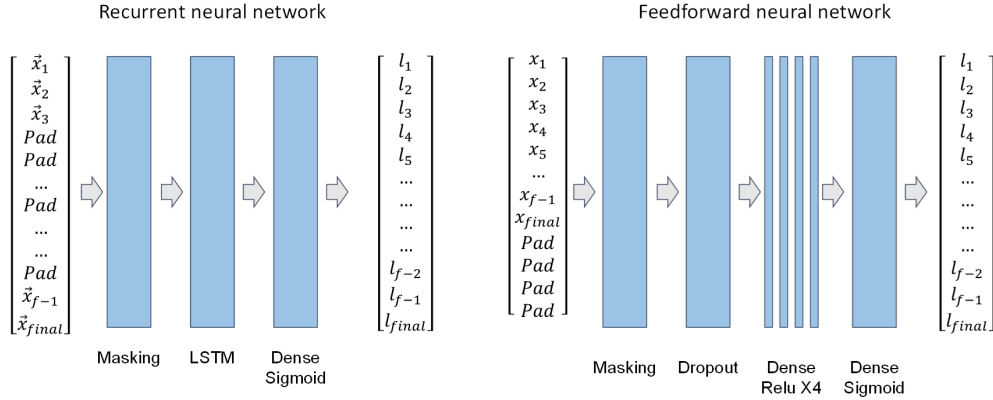 Recurrent neural network
x⃗₁
x⃗₂
x⃗₃
Pad
Pad
...
Pad
...
...
Pad
x⃗f−1
x⃗final
Masking
LSTM
Dense
Sigmoid
l₁
l₂
l₃
l₄
l₅
...
...
...
...
lf−2
lf−1
lfinal
Feedforward neural network
x₁
x₂
x₃
x₄
x₅
...
xf−1
xfinal
Pad
Pad
Pad
Pad
Masking
Dropout
Dense
Relu X4
Dense
Sigmoid
l₁
l₂
l₃
l₄
l₅
...
...
...
...
lf−2
lf−1
lfinal